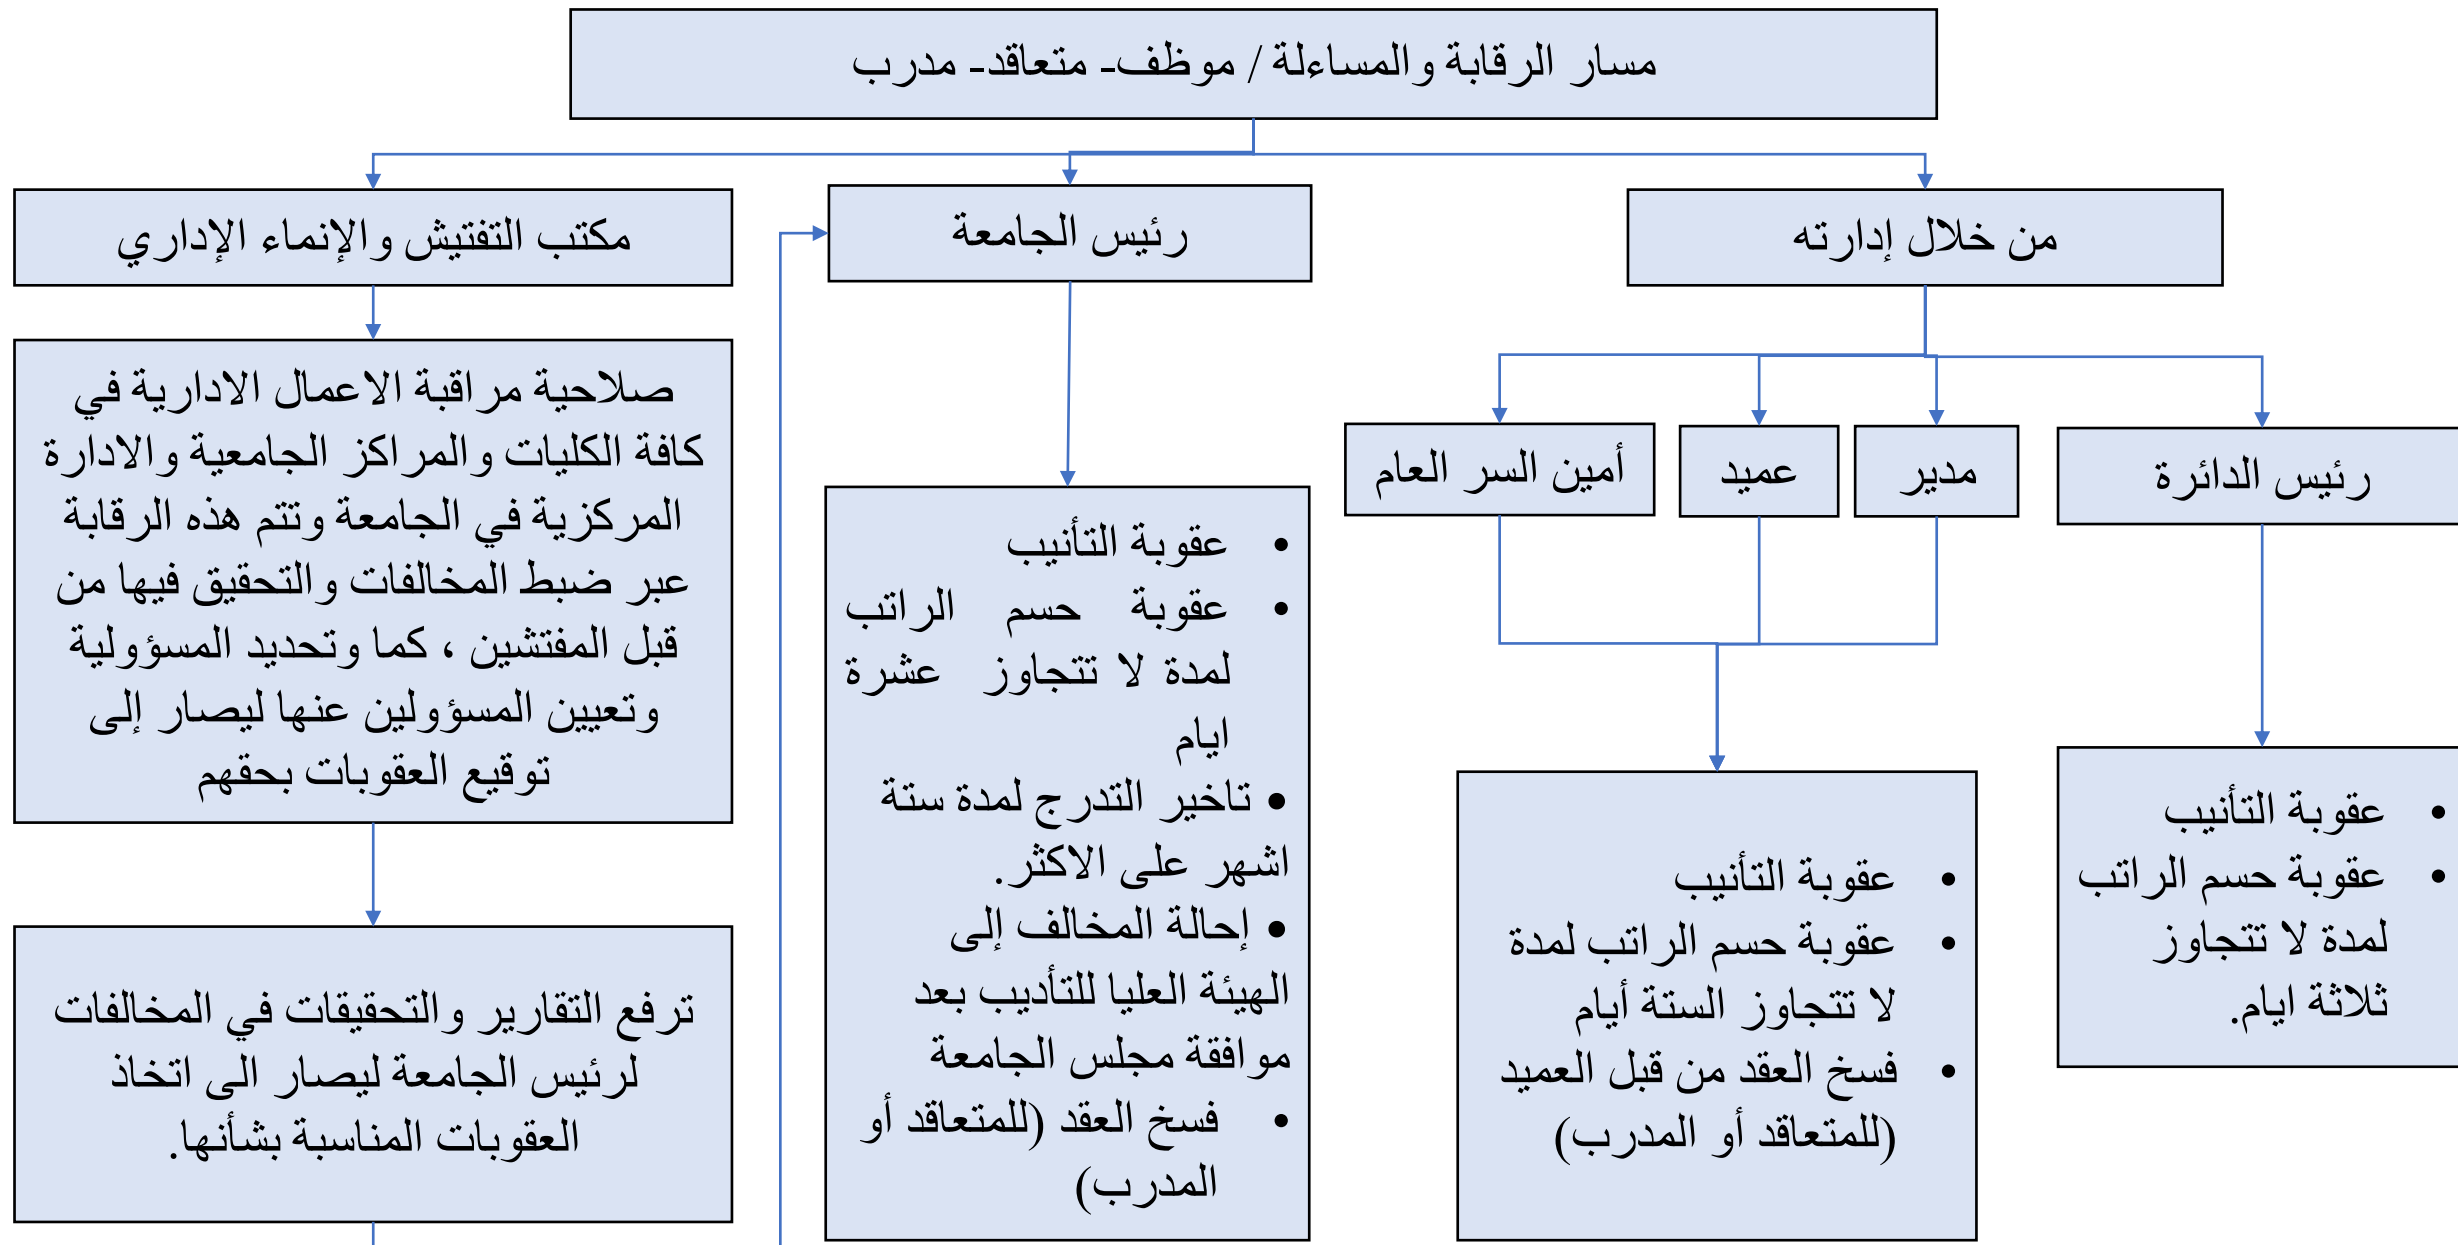 مسار الرقابة والمساءلة / موظف- متعاقد- مدرب
من خلال إدارته
رئيس الجامعة
مكتب التفتيش والإنماء الإداري
رئيس الدائرة
مدير
عميد
أمين السر العام
• عقوبة التأنيب
• عقوبة حسم الراتب
لمدة لا تتجاوز
ثلاثة ايام.
• عقوبة التأنيب
• عقوبة حسم الراتب لمدة
لا تتجاوز الستة أيام
• فسخ العقد من قبل العميد
(للمتعاقد أو المدرب)
• عقوبة التأنيب
• عقوبة حسم الراتب
لمدة لا تتجاوز عشرة
ايام
• تاخير التدرج لمدة ستة
اشهر على الاكثر.
• إحالة المخالف إلى
الهيئة العليا للتأديب بعد
موافقة مجلس الجامعة
• فسخ العقد (للمتعاقد أو
المدرب)
صلاحية مراقبة الاعمال الادارية في
كافة الكليات والمراكز الجامعية والادارة
المركزية في الجامعة وتتم هذه الرقابة
عبر ضبط المخالفات والتحقيق فيها من
قبل المفتشين ، كما وتحديد المسؤولية
وتعيين المسؤولين عنها ليصار إلى
توقيع العقوبات بحقهم
ترفع التقارير والتحقيقات في المخالفات
لرئيس الجامعة ليصار الى اتخاذ
العقوبات المناسبة بشأنها.